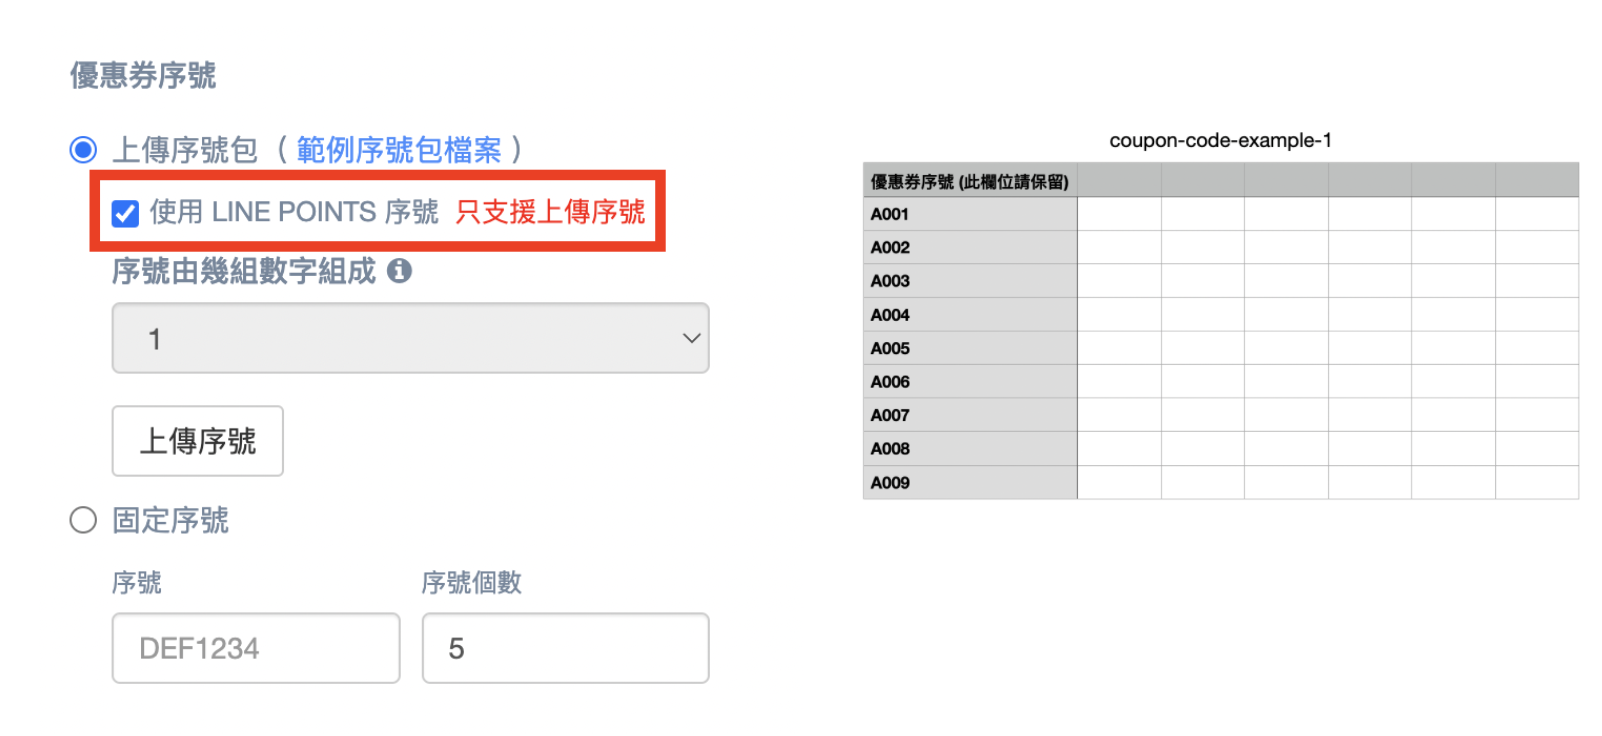 優惠券序號
上傳序號包 ( 範例序號包檔案 )
使用 LINE POINTS 序號 只支援上傳序號
序號由幾組數字組成
1
上傳序號
固定序號
序號 序號個數
DEF1234 5
coupon-code-example-1
優惠券序號 (此欄位請保留)
A001
A002
A003
A004
A005
A006
A007
A008
A009